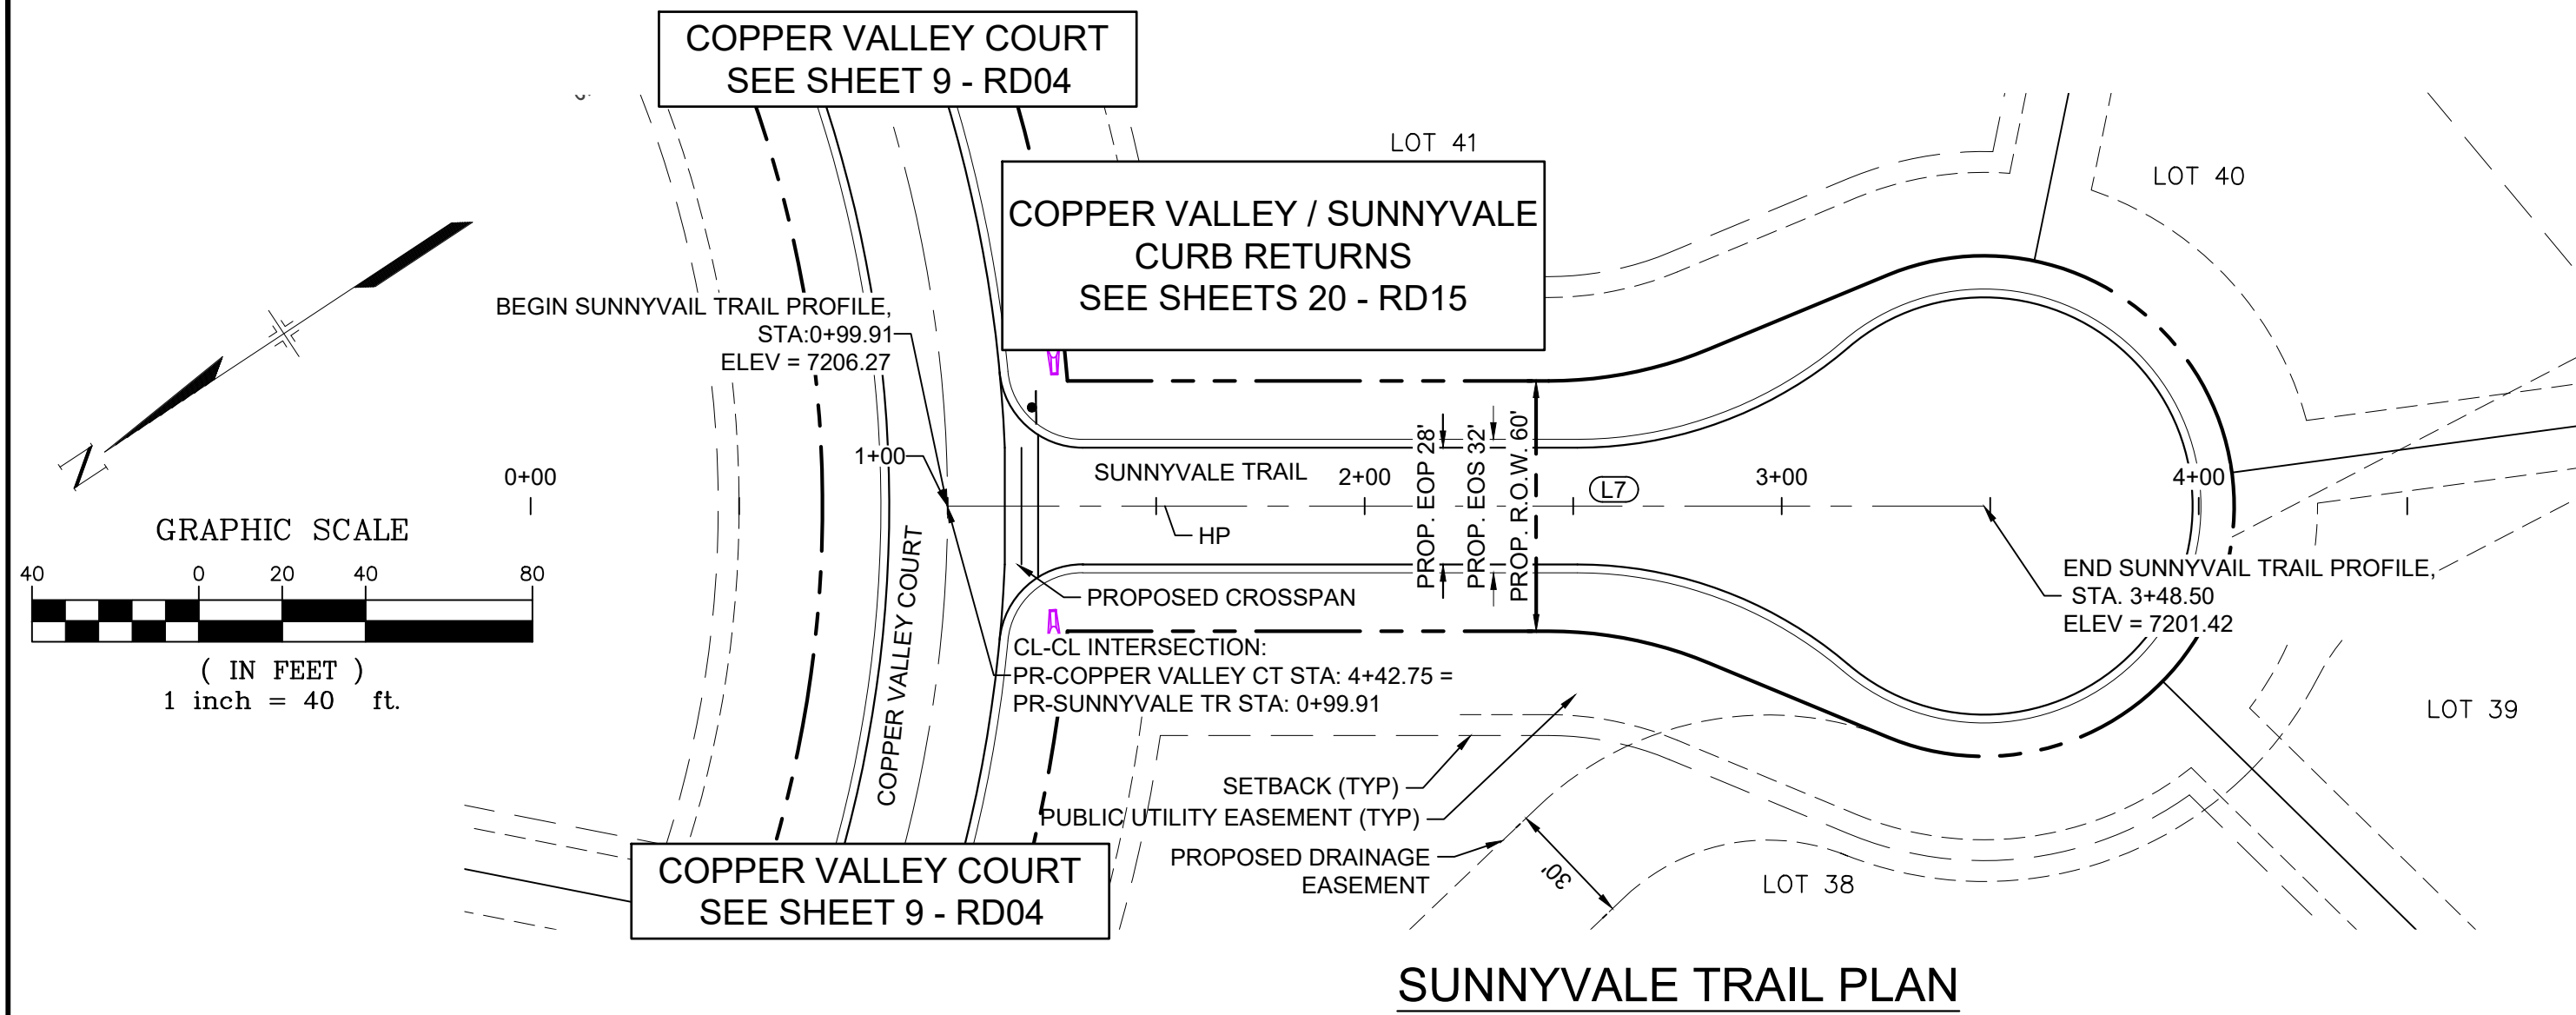 COPPER VALLEY COURT
SEE SHEET 9 - RD04
LOT 41
LOT 40
COPPER VALLEY / SUNNYVALE
CURB RETURNS
SEE SHEETS 20 - RD15
BEGIN SUNNYVAIL TRAIL PROFILE,
STA:0+99.91
ELEV = 7206.27
N
0+00
1+00
SUNNYVALE TRAIL
2+00
PROP. EOP 28'
PROP. EOS 32'
PROP. R.O.W. 60'
L7
3+00
4+00
HP
GRAPHIC SCALE
40 0 20 40 80
( IN FEET )
1 inch = 40 ft.
COPPER VALLEY COURT
PROPOSED CROSSPAN
END SUNNYVAIL TRAIL PROFILE,
STA. 3+48.50
ELEV = 7201.42
CL-CL INTERSECTION:
PR-COPPER VALLEY CT STA: 4+42.75 =
PR-SUNNYVALE TR STA: 0+99.91
LOT 39
SETBACK (TYP)
PUBLIC UTILITY EASEMENT (TYP)
PROPOSED DRAINAGE
EASEMENT
30'
LOT 38
COPPER VALLEY COURT
SEE SHEET 9 - RD04
SUNNYVALE TRAIL PLAN